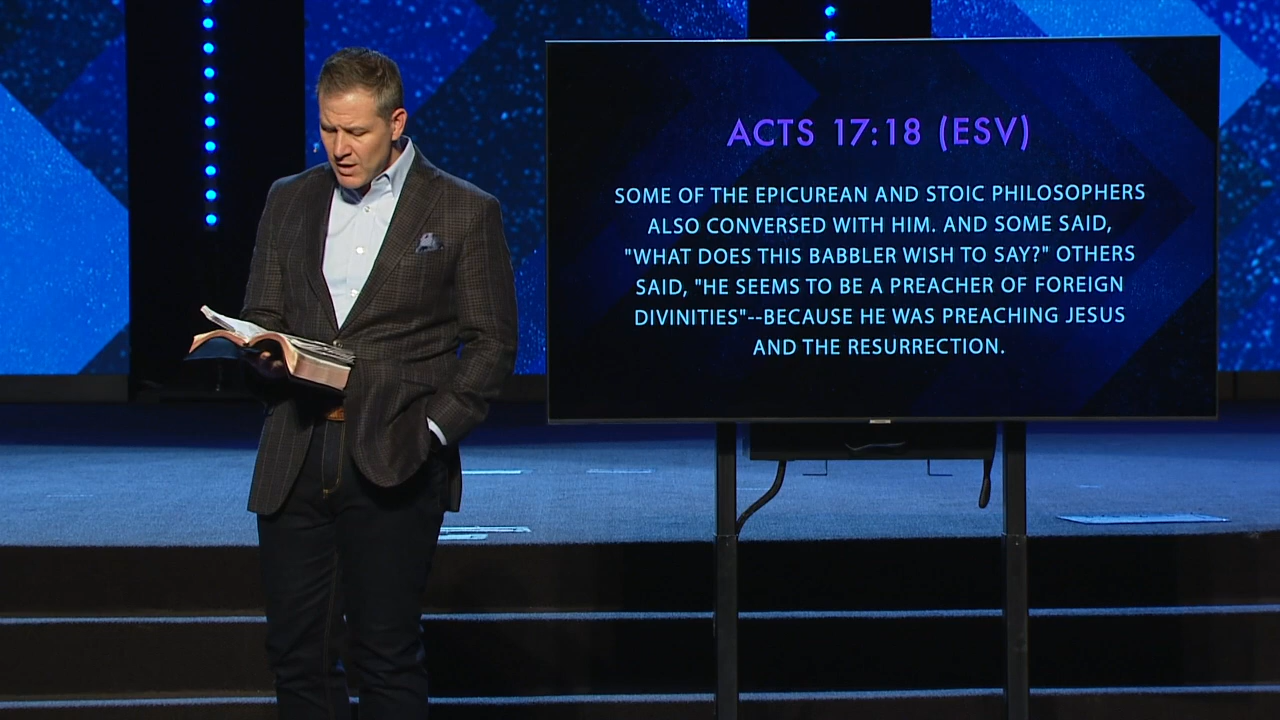 ACTS 17:18 (ESV)
SOME OF THE EPICUREAN AND STOIC PHILOSOPHERS
ALSO CONVERSED WITH HIM. AND SOME SAID,
"WHAT DOES THIS BABBLER WISH TO SAY?" OTHERS
SAID, "HE SEEMS TO BE A PREACHER OF FOREIGN
DIVINITIES"--BECAUSE HE WAS PREACHING JESUS
AND THE RESURRECTION.